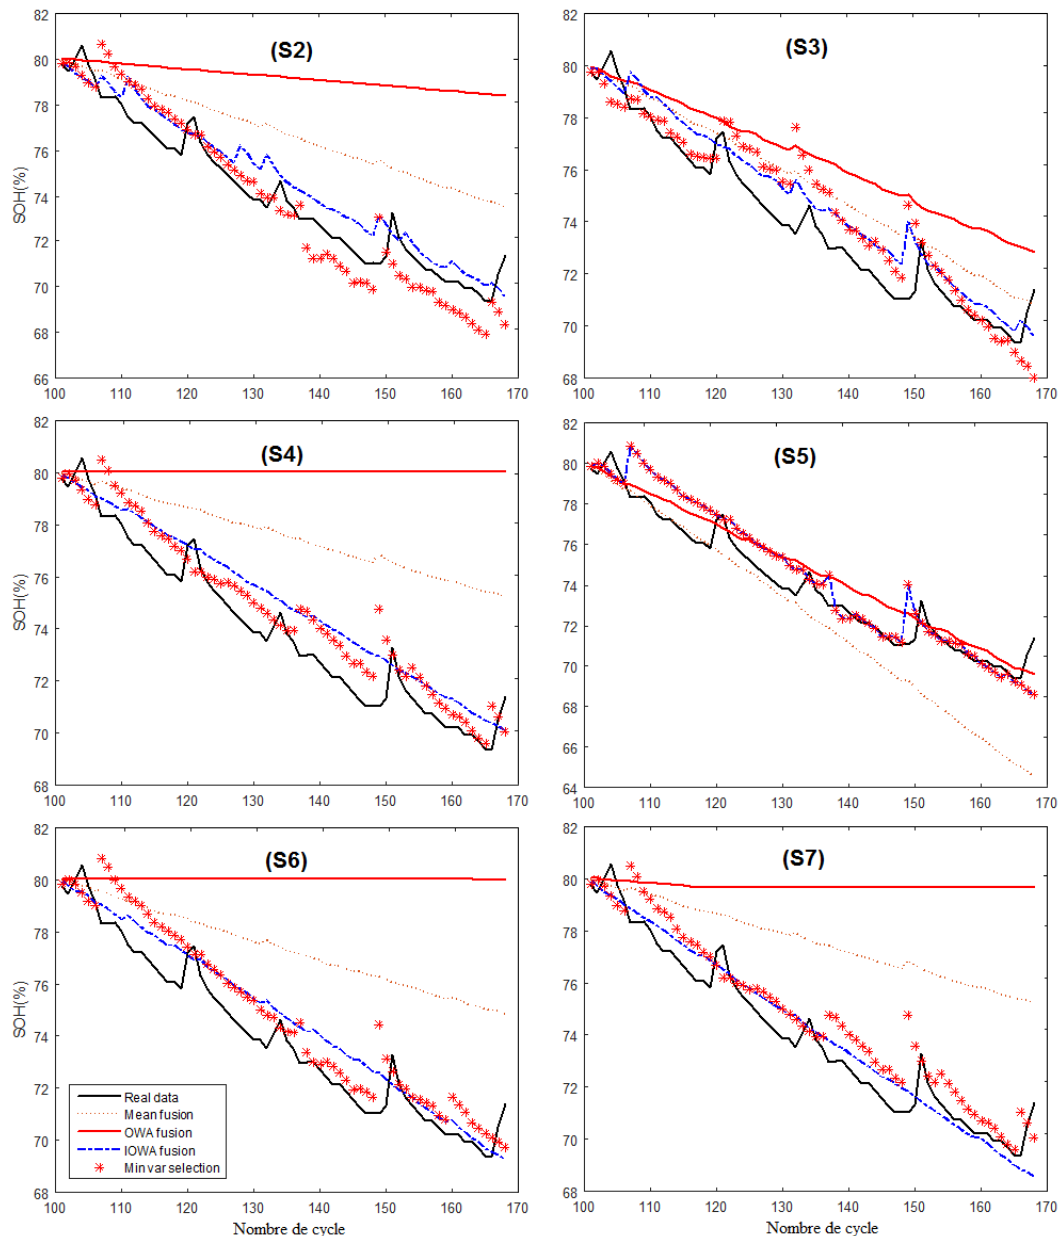 82
80
78
76
74
72
70
68
66
SOH(%)
(S2)
100 110 120 130 140 150 160 170
82
80
78
76
74
72
70
68
(S3)
100 110 120 130 140 150 160 170
82
80
78
76
74
72
70
68
SOH(%)
(S4)
100 110 120 130 140 150 160 170
82
80
78
76
74
72
70
68
66
64
(S5)
100 110 120 130 140 150 160 170
82
80
78
76
74
72
70
68
SOH(%)
(S6)
Real data
Mean fusion
OWA fusion
IOWA fusion
Min var selection
100 110 120 130 140 150 160 170
Nombre de cycle
82
80
78
76
74
72
70
68
(S7)
100 110 120 130 140 150 160 170
Nombre de cycle